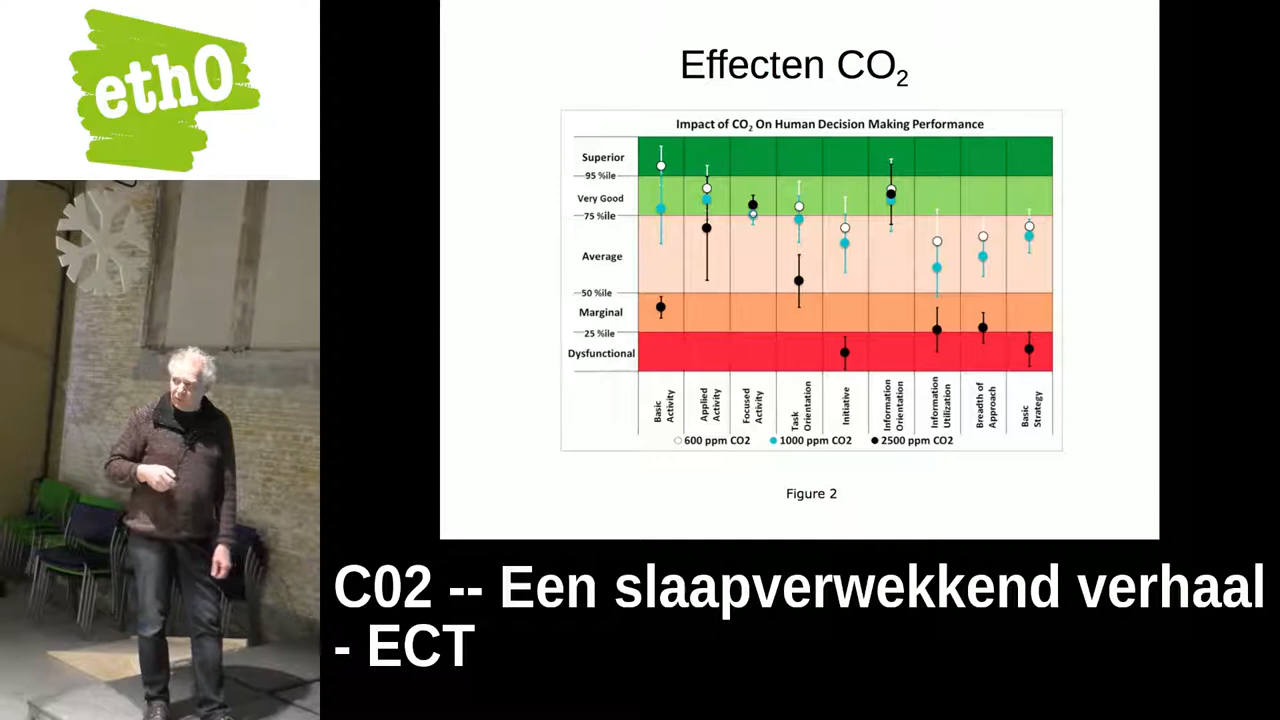 eth0
Effecten CO₂
Impact of CO₂ On Human Decision Making Performance
Superior
95 %ile
Very Good
75 %ile
Average
50 %ile
Marginal
25 %ile
Dysfunctional
Basic Activity
Applied Activity
Focused Activity
Task Orientation
Initiative
Information Orientation
Information Utilization
Breadth of Approach
Basic Strategy
600 ppm CO2 1000 ppm CO2 2500 ppm CO2
Figure 2
C02 -- Een slaapverwekkend verhaal
- ECT